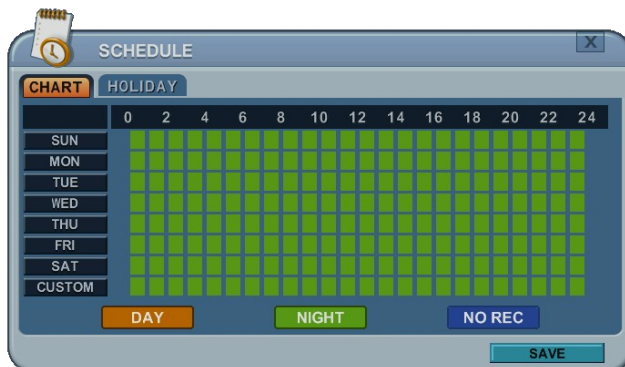 SCHEDULE
X
CHART HOLIDAY
0 2 4 6 8 10 12 14 16 18 20 22 24
SUN
MON
TUE
WED
THU
FRI
SAT
CUSTOM
DAY NIGHT NO REC
SAVE